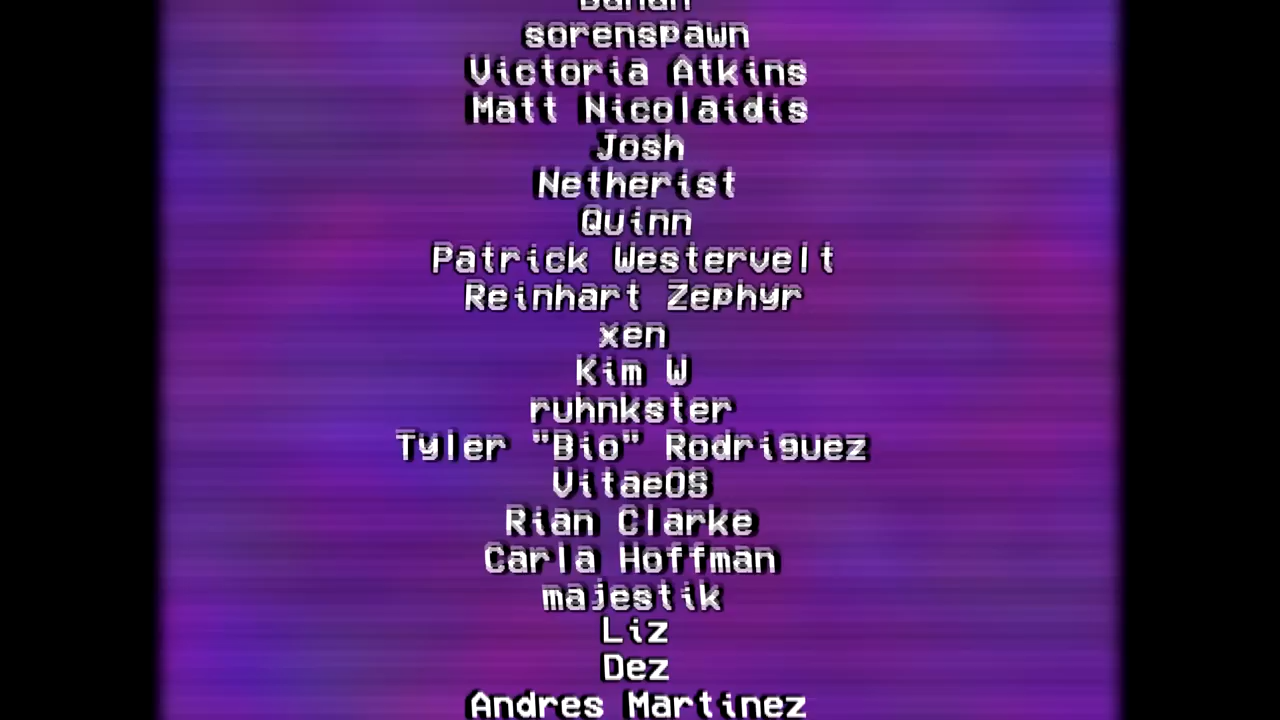 sorenspawn
Victoria Atkins
Matt Nicolaidis
Josh
Netherist
Quinn
Patrick Westervelt
Reinhart Zephyr
xen
Kim W
ruhnkster
Tyler "Bio" Rodriguez
VitaeOS
Rian Clarke
Carla Hoffman
majestik
Liz
Dez
Andres Martinez